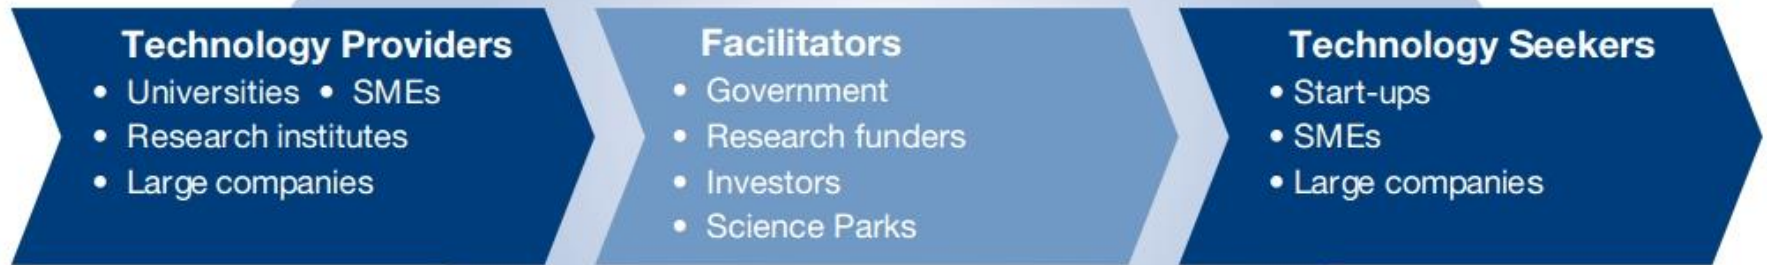 Technology Providers
• Universities • SMEs
• Research institutes
• Large companies
Facilitators
• Government
• Research funders
• Investors
• Science Parks
Technology Seekers
• Start-ups
• SMEs
• Large companies